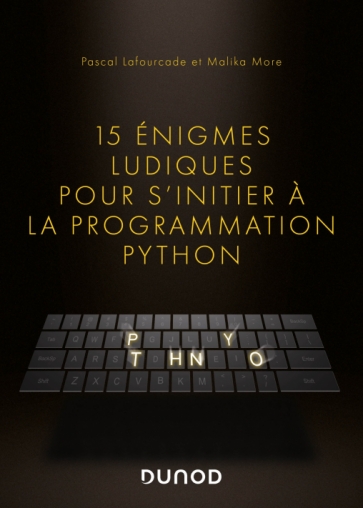 Pascal Lafourcade et Malika More
15 ÉNIGMES
LUDIQUES
POUR S'INITIER À
LA PROGRAMMATION
PYTHON
P Y
T H N O
DUNOD